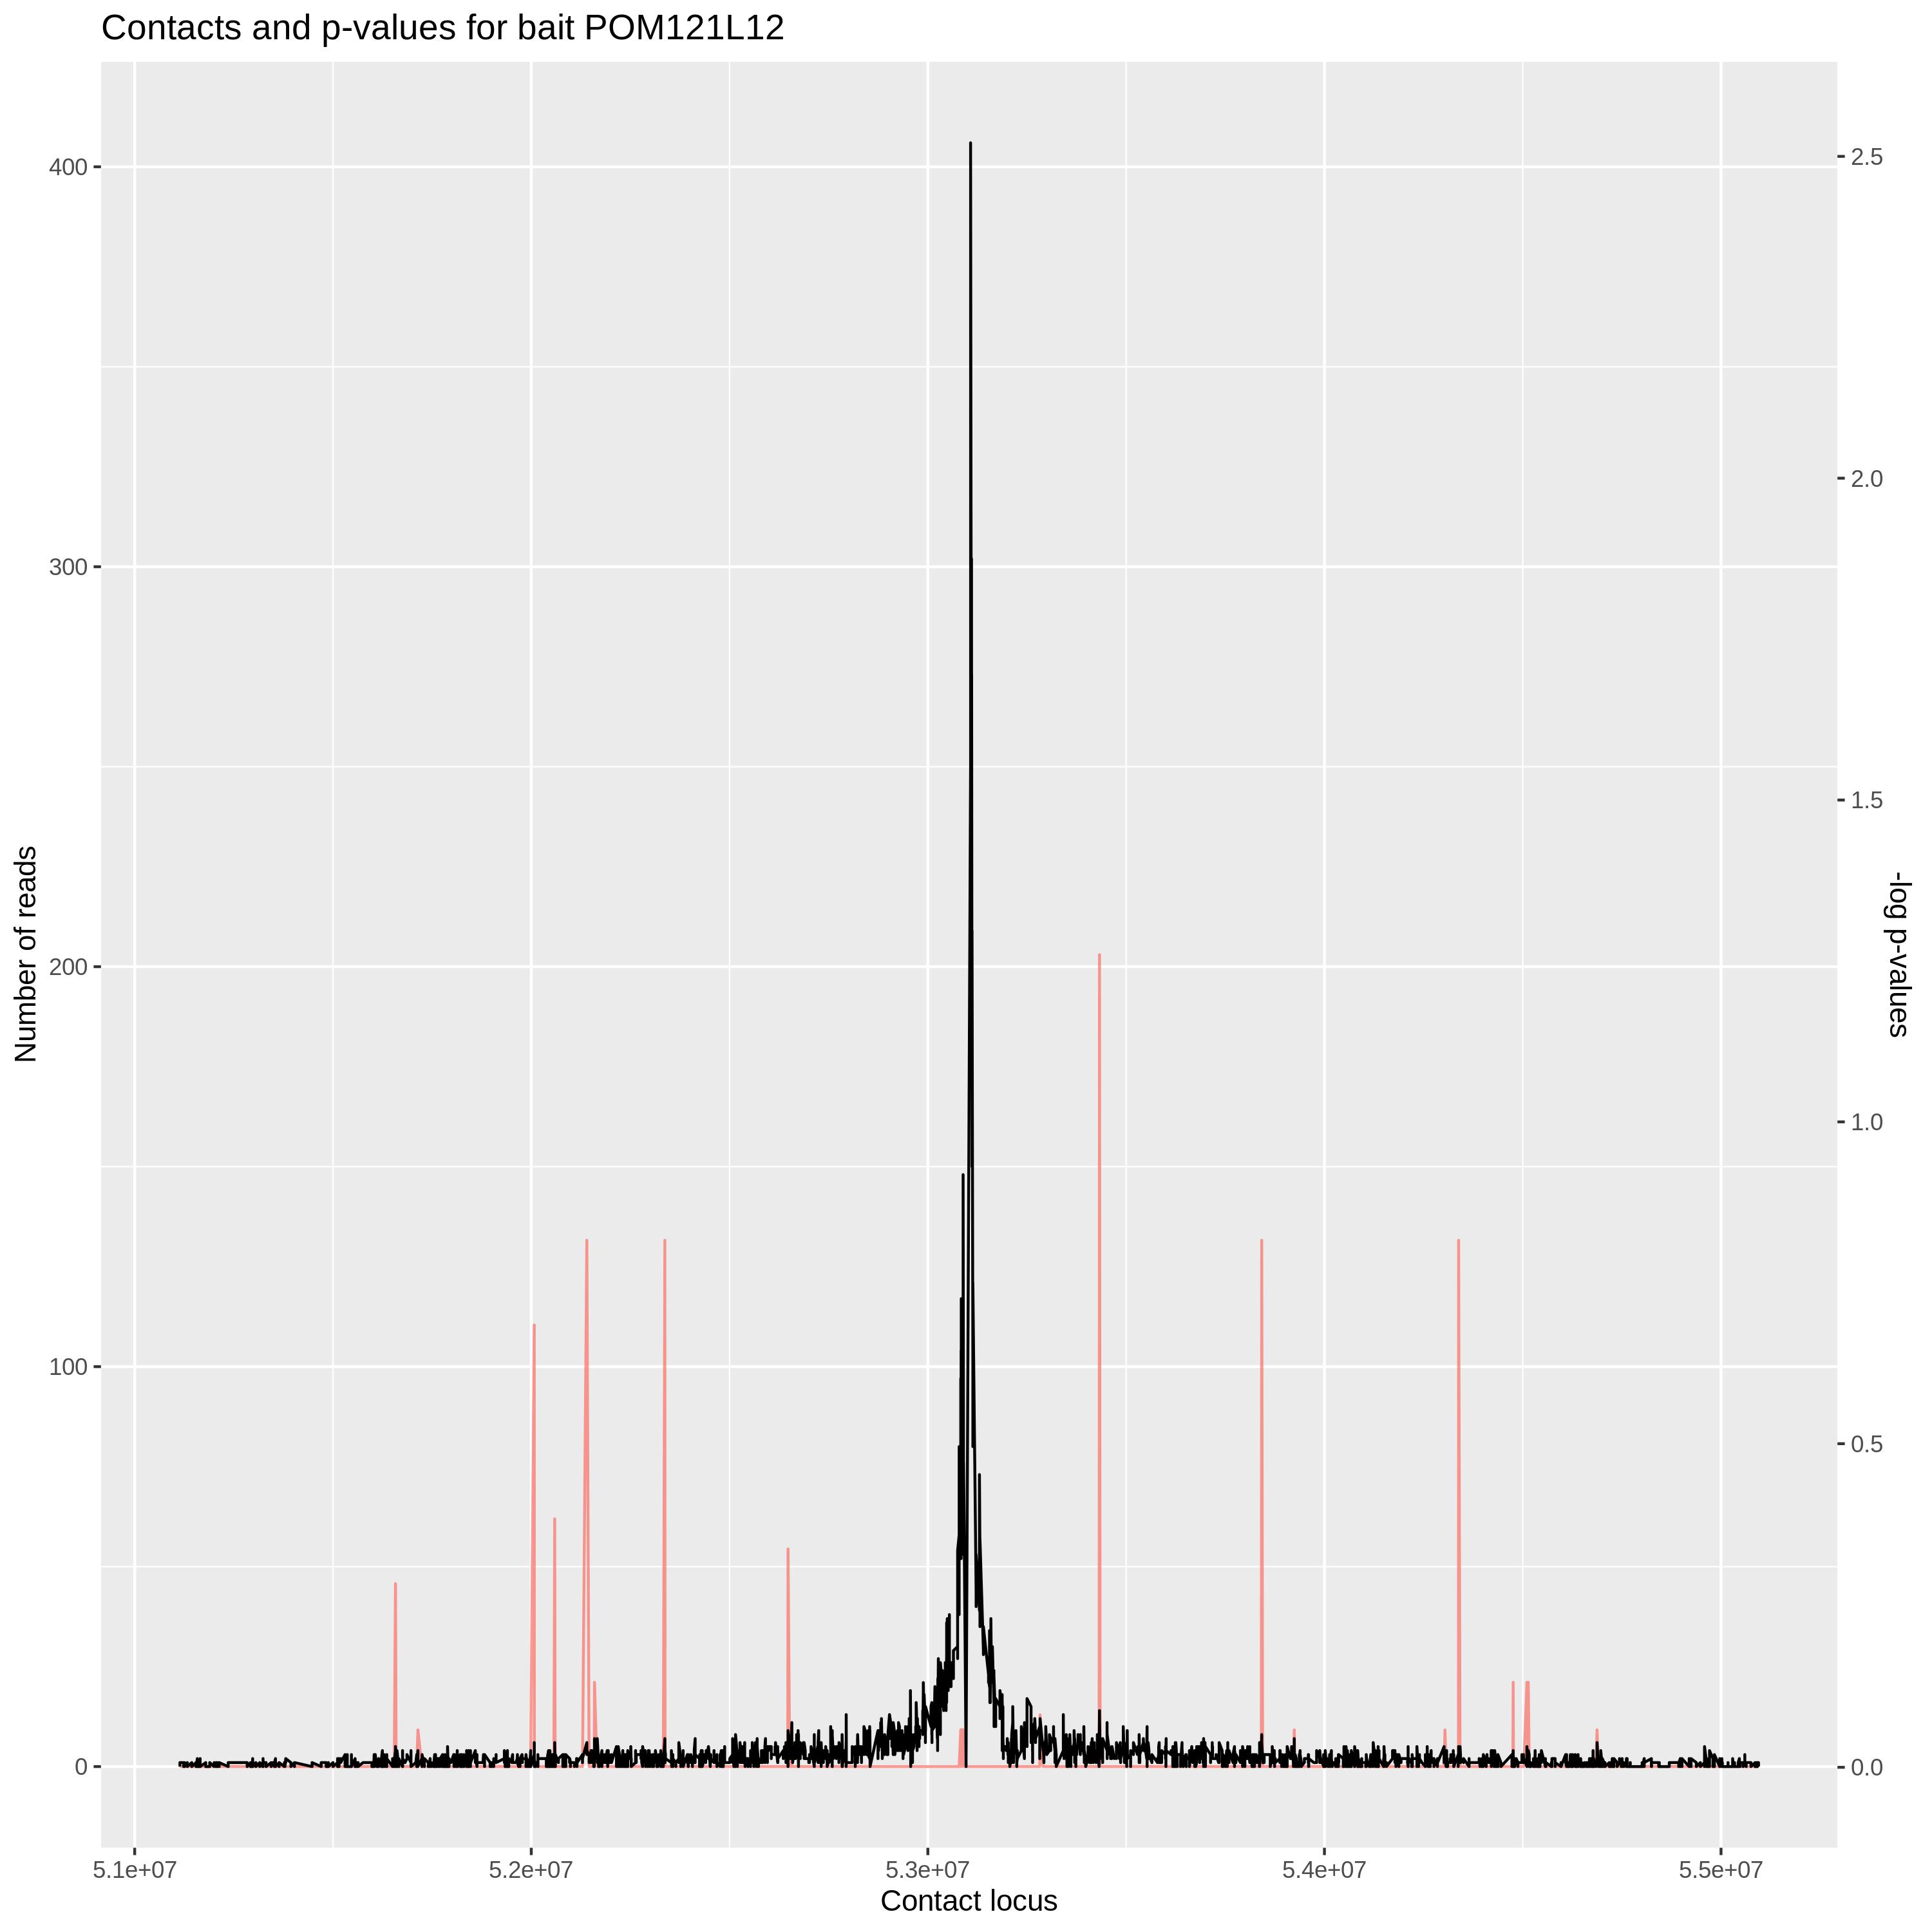 Contacts and p-values for bait POM121L12
400
300
200
100
0
Number of reads
2.5
2.0
1.5
1.0
0.5
0.0
-log p-values
5.1e+07 5.2e+07 5.3e+07 5.4e+07 5.5e+07
Contact locus